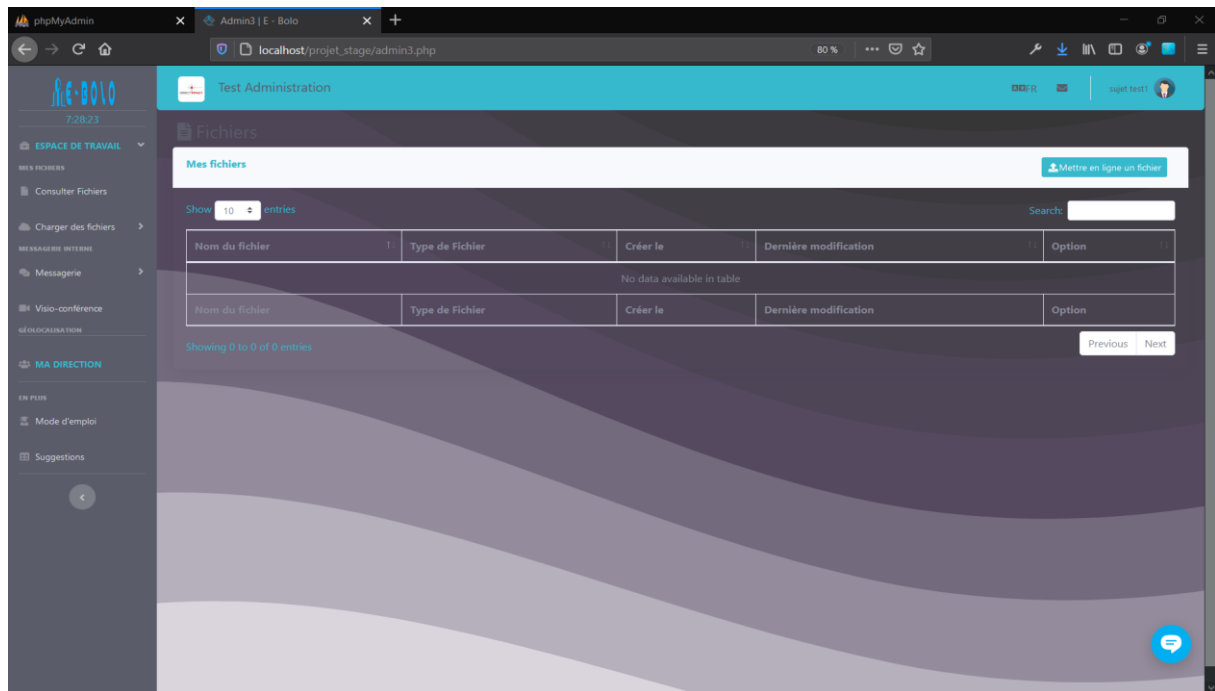 phpMyAdmin
Admin3 | E - Bolo
localhost/projet_stage/admin3.php
80 %
E-BOLO
7:28:23
ESPACE DE TRAVAIL
MES FICHIERS
Consulter Fichiers
Charger des fichiers
MESSAGERIE INTERNE
Messagerie
Visio-conférence
GÉOLOCALISATION
MA DIRECTION
EN PLUS
Mode d'emploi
Suggestions
Test Administration
FR
sujet test1
Fichiers
Mes fichiers
Mettre en ligne un fichier
Show 10 entries
Search:
Nom du fichier Type de Fichier Créer le Dernière modification Option
No data available in table
Nom du fichier Type de Fichier Créer le Dernière modification Option
Showing 0 to 0 of 0 entries
Previous Next